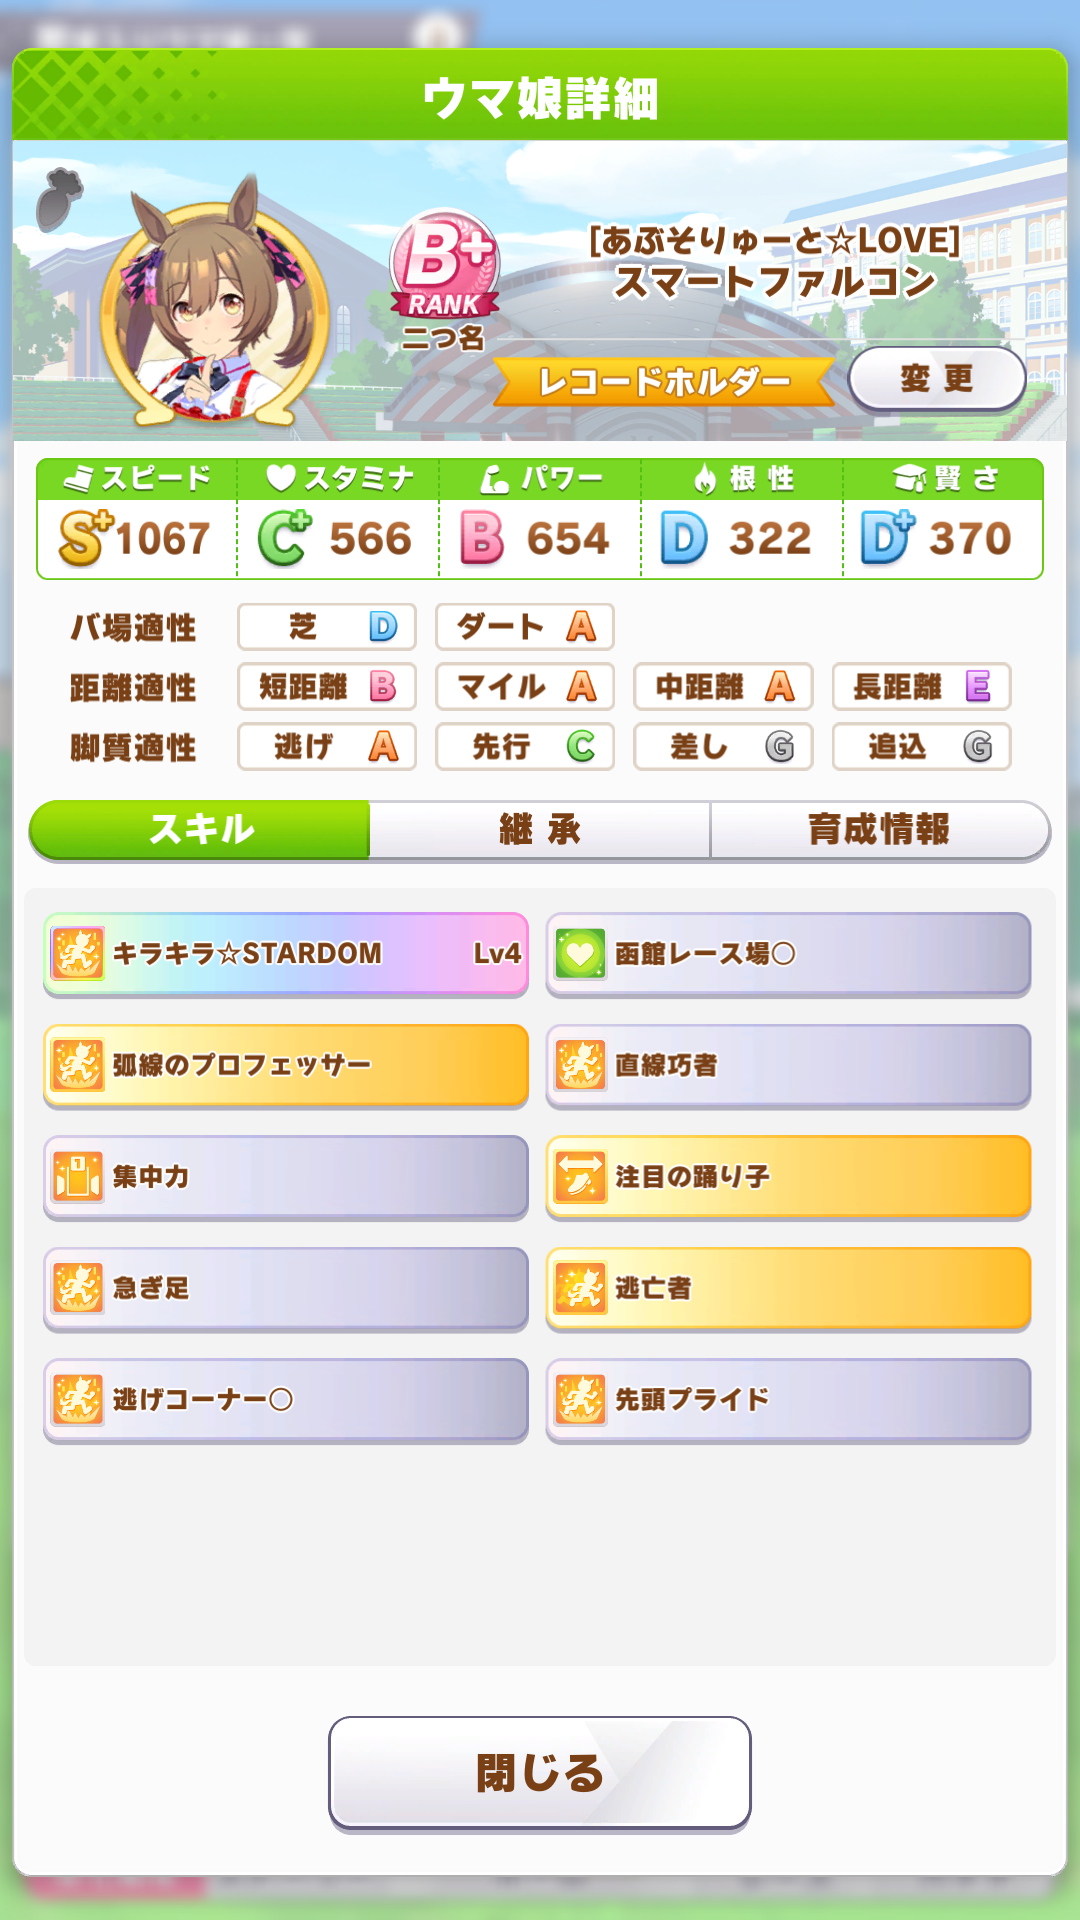 ウマ娘詳細
B+
RANK
二つ名
[あぶそりゅーと☆LOVE]
スマートファルコン
レコードホルダー
変更
スピード スタミナ パワー 根性 賢さ
S+ 1067 C+ 566 B 654 D 322 D+ 370
バ場適性 芝 D ダート A
距離適性 短距離 B マイル A 中距離 A 長距離 E
脚質適性 逃げ A 先行 C 差し G 追込 G
スキル 継承 育成情報
キラキラ☆STARDOM Lv4 函館レース場○
弧線のプロフェッサー 直線巧者
1 集中力 注目の踊り子
急ぎ足 逃亡者
逃げコーナー○ 先頭プライド
閉じる